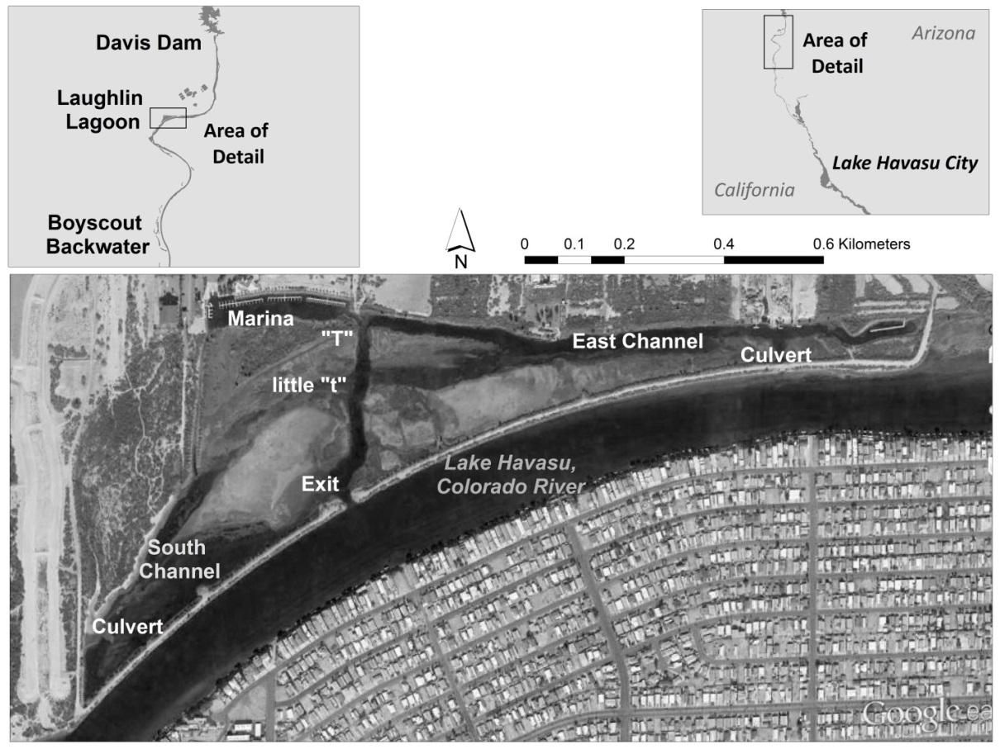 Davis Dam
Laughlin
Lagoon
Area of
Detail
Boyscout
Backwater
Arizona
Area of
Detail
Lake Havasu City
California
N
0 0.1 0.2 0.4 0.6 Kilometers
Marina
"T"
East Channel
Culvert
little "t"
Lake Havasu,
Colorado River
Exit
South
Channel
Culvert
Google ea